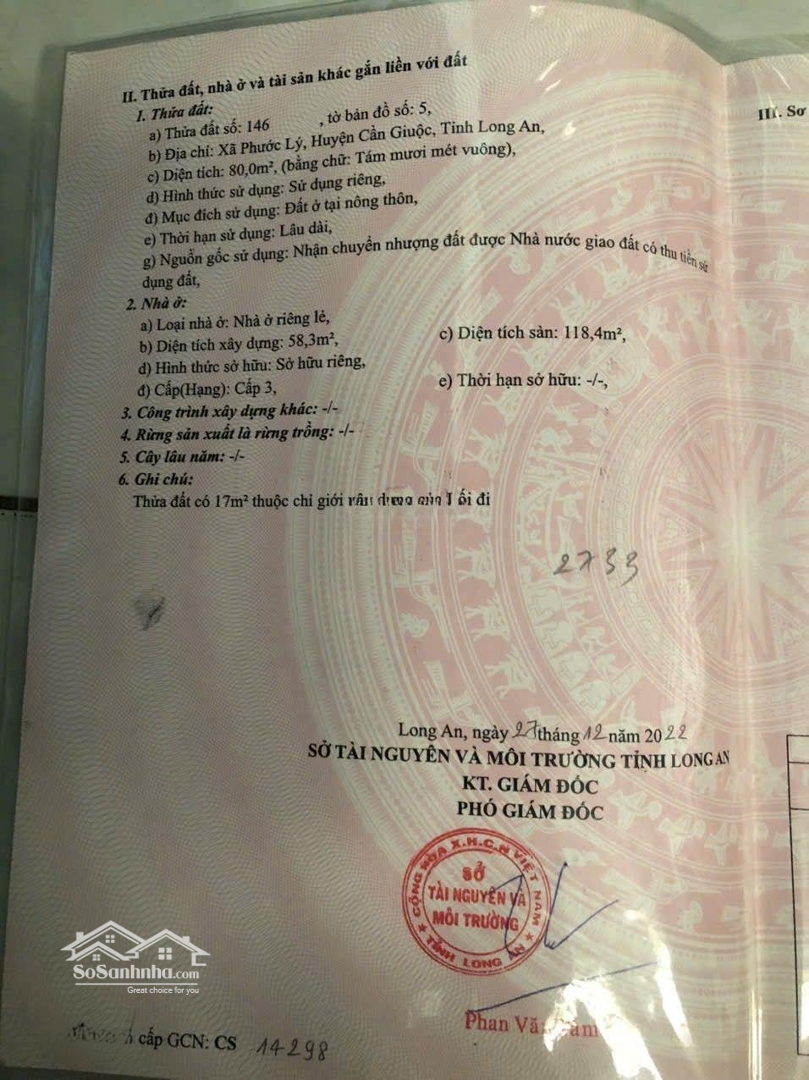 II. Thửa đất, nhà ở và tài sản khác gắn liền với đất
1. Thửa đất:
a) Thửa đất số: 146 , tờ bản đồ số: 5,
b) Địa chỉ: Xã Phước Lý, Huyện Cần Giuộc, Tỉnh Long An,
c) Diện tích: 80,0m², (bằng chữ: Tám mươi mét vuông),
d) Hình thức sử dụng: Sử dụng riêng,
đ) Mục đích sử dụng: Đất ở tại nông thôn,
e) Thời hạn sử dụng: Lâu dài,
g) Nguồn gốc sử dụng: Nhận chuyển nhượng đất được Nhà nước giao đất có thu tiền sử
dụng đất,
2. Nhà ở:
a) Loại nhà ở: Nhà ở riêng lẻ,
b) Diện tích xây dựng: 58,3m², c) Diện tích sàn: 118,4m²,
d) Hình thức sở hữu: Sở hữu riêng,
đ) Cấp(Hạng): Cấp 3, e) Thời hạn sở hữu: -/-,
3. Công trình xây dựng khác: -/-
4. Rừng sản xuất là rừng trồng: -/-
5. Cây lâu năm: -/-
6. Ghi chú:
Thửa đất có 17m² thuộc chỉ giới ối đi
2733
Long An, ngày 27 tháng 12 năm 2022
SỞ TÀI NGUYÊN VÀ MÔI TRƯỜNG TỈNH LONG AN
KT. GIÁM ĐỐC
PHÓ GIÁM ĐỐC
CỘNG HÒA X.H.C.N VIỆT NAM
SỞ
TÀI NGUYÊN VÀ
MÔI TRƯỜNG
TỈNH LONG AN
Phan
cấp GCN: CS 14298
III. Sơ
SoSanhnha.com
Great choice for you